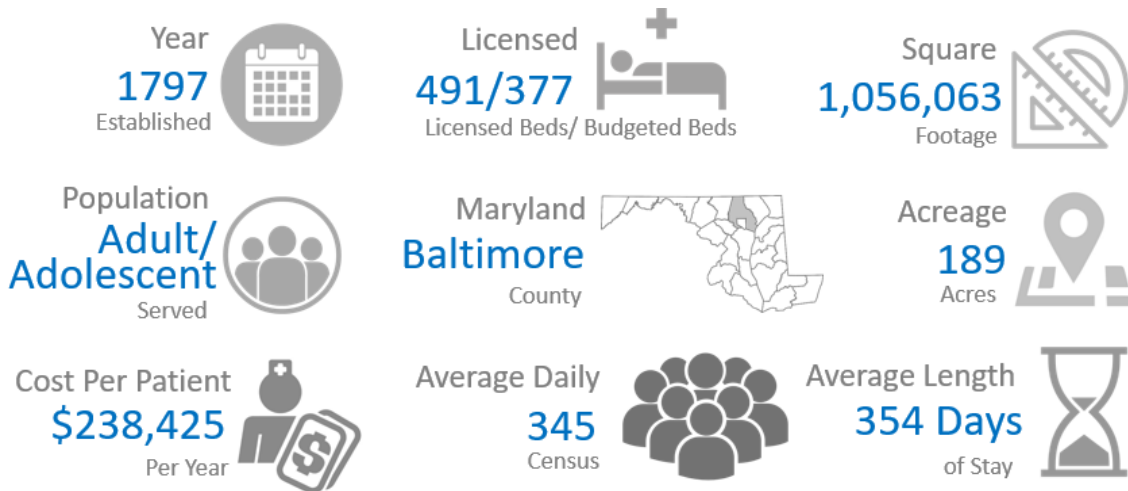 Year
1797
Established
Licensed
491/377
Licensed Beds/ Budgeted Beds
Square
1,056,063
Footage
Population
Adult/
Adolescent
Served
Maryland
Baltimore
County
Acreage
189
Acres
Cost Per Patient
$238,425
Per Year
$
Average Daily
345
Census
Average Length
354 Days
of Stay